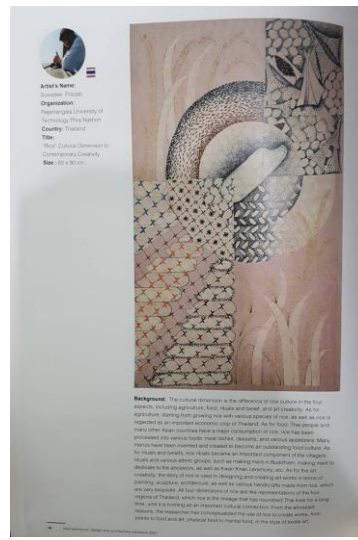 Artist's Name:
Suwadee Pradab
Organization:
Rajamangala University of
Technology Phra Nakhon
Country: Thailand
Title:
"Rice" Cultural Dimension to
Contemporary Creativity
Size : 60 x 90 cm.
Background: The cultural dimension is the difference of rice culture in the four
aspects, including agriculture, food, rituals and belief, and art creativity. As for
agriculture, starting from growing rice with various species of rice, as well as rice is
regarded as an important economic crop of Thailand. As for food, Thai people and
many other Asian countries have a major consumption of rice, rice has been
processed into various foods, meat dishes, desserts, and various appetizers. Many
menus have been invented and created to become an outstanding food culture. As
for rituals and beliefs, rice rituals became an important component of the villagers'
rituals and various ethnic groups, such as making merit in Buddhism, making merit to
dedicate to the ancestors, as well as Kwan Khao ceremony, etc. As for the art
creativity, the story of rice is used in designing and creating art works in terms of
painting, sculpture, architecture, as well as various handicrafts made from rice, which
are very exquisite. All four dimensions of rice are like representations of the four
regions of Thailand, which rice is the lineage that has nourished Thai lives for a long
time, until it is forming as an important cultural connection. From the aforesaid
reasons, the researcher has conceptualized the use of rice to create works, from
plants to food and art, physical food to mental food, in the style of textile art.